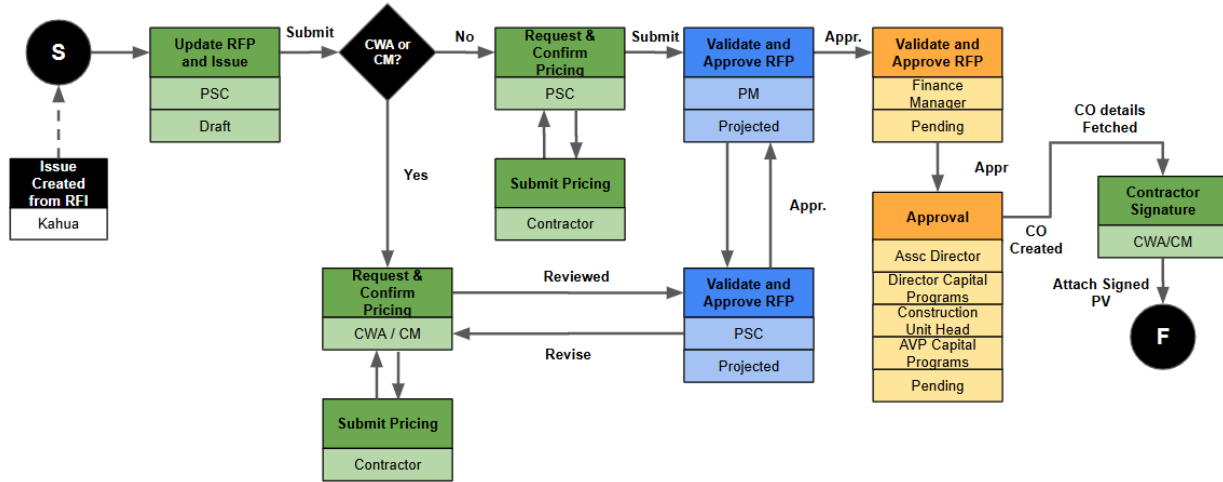 S
Update RFP
and Issue
PSC
Draft
Submit
CWA or
CM?
No
Request &
Confirm
Pricing
PSC
Submit
Validate and
Approve RFP
PM
Projected
Appr.
Validate and
Approve RFP
Finance
Manager
Pending
Issue
Created
from RFI
Kahua
Yes
Submit Pricing
Contractor
Appr.
Appr
CO details
Fetched
Approval
Assc Director
Director Capital
Programs
Construction
Unit Head
AVP Capital
Programs
Pending
CO
Created
Contractor
Signature
CWA/CM
Attach Signed
PV
F
Request &
Confirm
Pricing
CWA / CM
Reviewed
Revise
Validate and
Approve RFP
PSC
Projected
Submit Pricing
Contractor